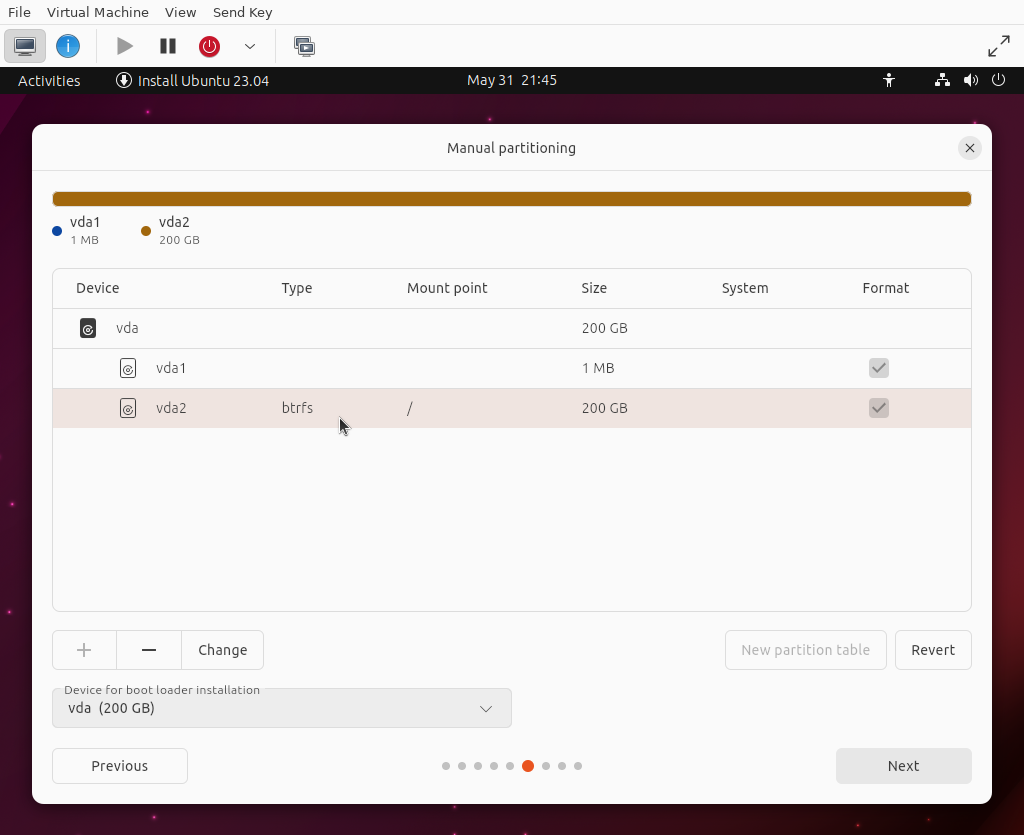 File Virtual Machine View Send Key
Activities Install Ubuntu 23.04 May 31 21:45
Manual partitioning
vda1 vda2
1 MB 200 GB
Device Type Mount point Size System Format
vda 200 GB
vda1 1 MB
vda2 btrfs / 200 GB
Change New partition table Revert
Device for boot loader installation
vda (200 GB)
Previous Next